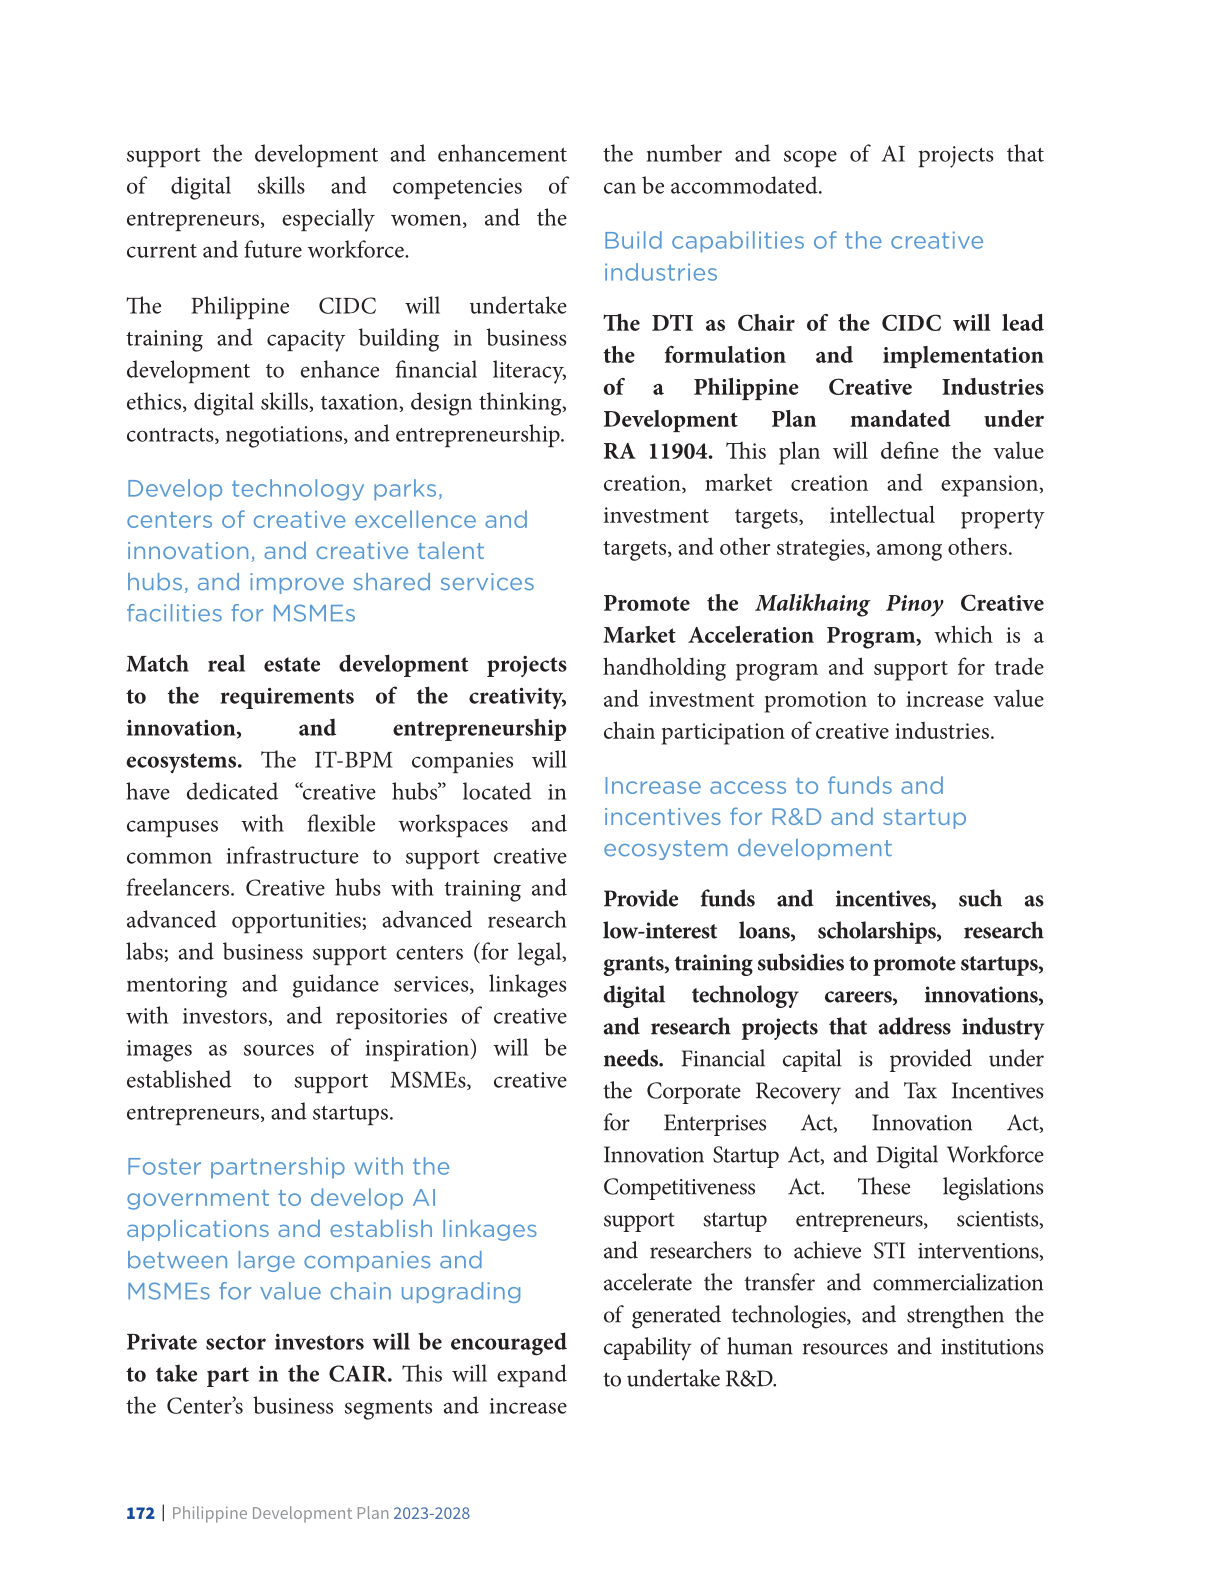 support the development and enhancement
of digital skills and competencies of
entrepreneurs, especially women, and the
current and future workforce.
The Philippine CIDC will undertake
training and capacity building in business
development to enhance financial literacy,
ethics, digital skills, taxation, design thinking,
contracts, negotiations, and entrepreneurship.
Develop technology parks,
centers of creative excellence and
innovation, and creative talent
hubs, and improve shared services
facilities for MSMEs
Match real estate development projects
to the requirements of the creativity,
innovation, and entrepreneurship
ecosystems. The IT-BPM companies will
have dedicated “creative hubs” located in
campuses with flexible workspaces and
common infrastructure to support creative
freelancers. Creative hubs with training and
advanced opportunities; advanced research
labs; and business support centers (for legal,
mentoring and guidance services, linkages
with investors, and repositories of creative
images as sources of inspiration) will be
established to support MSMEs, creative
entrepreneurs, and startups.
Foster partnership with the
government to develop AI
applications and establish linkages
between large companies and
MSMEs for value chain upgrading
Private sector investors will be encouraged
to take part in the CAIR. This will expand
the Center’s business segments and increase
the number and scope of AI projects that
can be accommodated.
Build capabilities of the creative
industries
The DTI as Chair of the CIDC will lead
the formulation and implementation
of a Philippine Creative Industries
Development Plan mandated under
RA 11904. This plan will define the value
creation, market creation and expansion,
investment targets, intellectual property
targets, and other strategies, among others.
Promote the Malikhaing Pinoy Creative
Market Acceleration Program, which is a
handholding program and support for trade
and investment promotion to increase value
chain participation of creative industries.
Increase access to funds and
incentives for R&D and startup
ecosystem development
Provide funds and incentives, such as
low-interest loans, scholarships, research
grants, training subsidies to promote startups,
digital technology careers, innovations,
and research projects that address industry
needs. Financial capital is provided under
the Corporate Recovery and Tax Incentives
for Enterprises Act, Innovation Act,
Innovation Startup Act, and Digital Workforce
Competitiveness Act. These legislations
support startup entrepreneurs, scientists,
and researchers to achieve STI interventions,
accelerate the transfer and commercialization
of generated technologies, and strengthen the
capability of human resources and institutions
to undertake R&D.
172 | Philippine Development Plan 2023-2028